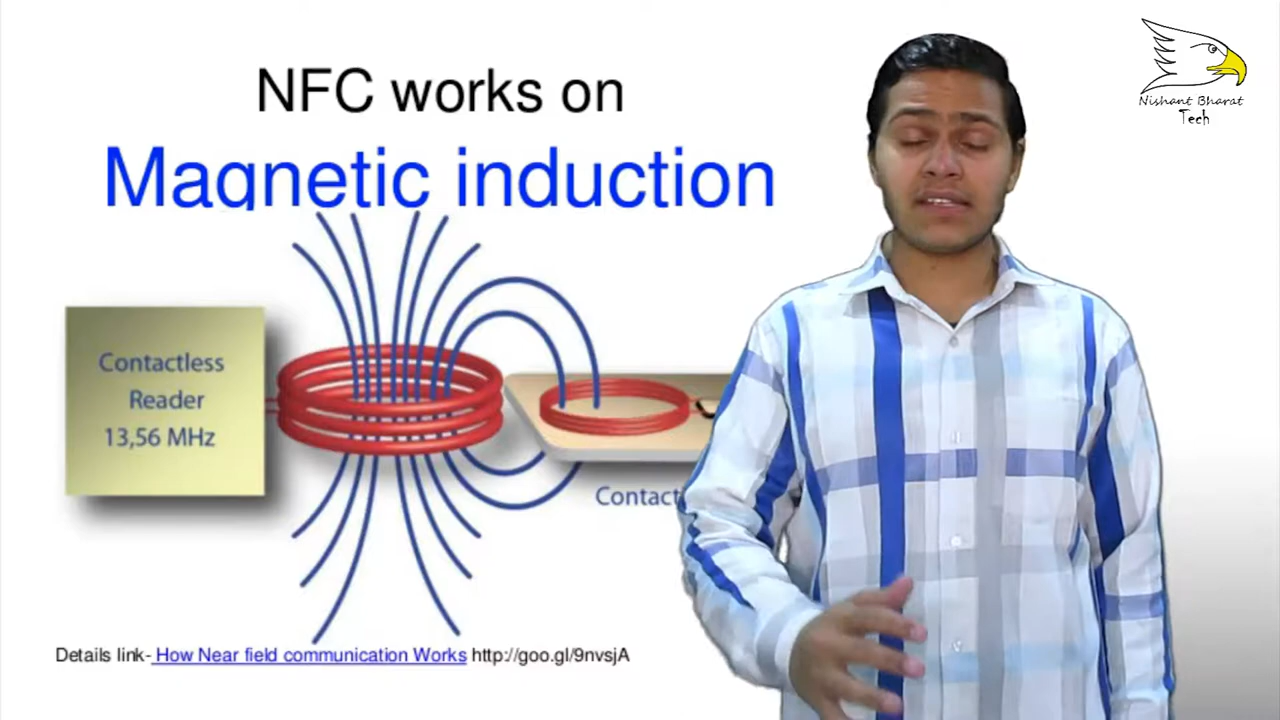 NFC works on
Magnetic induction
Contactless
Reader
13,56 MHz
Details link- How Near field communication Works http://goo.gl/9nvsjA
Nishant Bharat
Tech